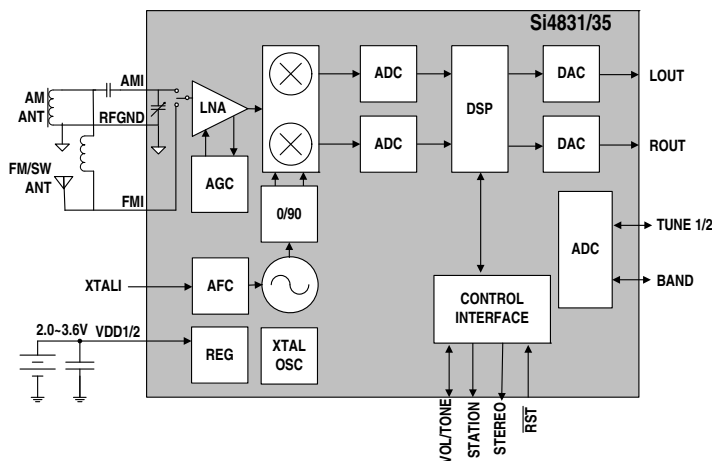 Si4831/35
AM
ANT
AMI
RFGND
FM/SW
ANT
FMI
LNA
AGC
0/90
ADC
ADC
DSP
DAC
DAC
LOUT
ROUT
ADC
TUNE 1/2
BAND
XTALI
AFC
CONTROL
INTERFACE
2.0~3.6V
VDD1/2
REG
XTAL
OSC
VOL/TONE
STATION
STEREO
RST